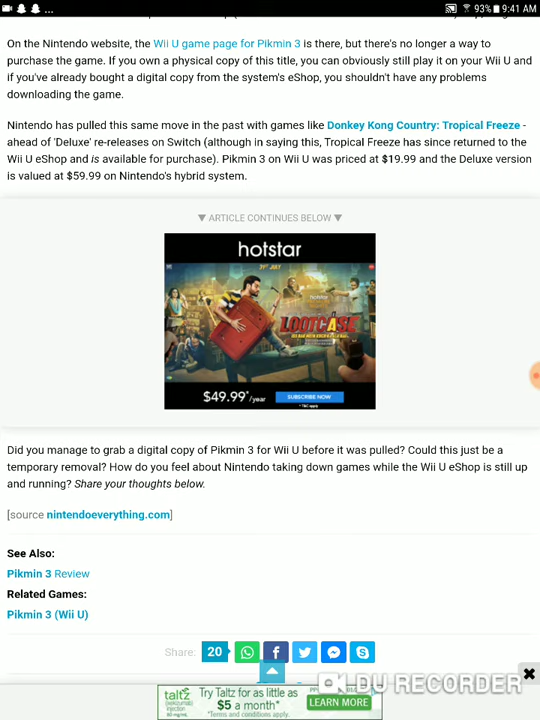 ... 93% 9:41 AM
On the Nintendo website, the Wii U game page for Pikmin 3 is there, but there's no longer a way to
purchase the game. If you own a physical copy of this title, you can obviously still play it on your Wii U and
if you've already bought a digital copy from the system's eShop, you shouldn't have any problems
downloading the game.
Nintendo has pulled this same move in the past with games like Donkey Kong Country: Tropical Freeze -
ahead of 'Deluxe' re-releases on Switch (although in saying this, Tropical Freeze has since returned to the
Wii U eShop and is available for purchase). Pikmin 3 on Wii U was priced at $19.99 and the Deluxe version
is valued at $59.99 on Nintendo's hybrid system.
▼ ARTICLE CONTINUES BELOW ▼
hotstar
31st JULY
hotstar
LOOTCASE
$49.99*/year
SUBSCRIBE NOW
*T&C apply
Did you manage to grab a digital copy of Pikmin 3 for Wii U before it was pulled? Could this just be a
temporary removal? How do you feel about Nintendo taking down games while the Wii U eShop is still up
and running? Share your thoughts below.
[source nintendoeverything.com]
See Also:
Pikmin 3 Review
Related Games:
Pikmin 3 (Wii U)
Share: 20
DU RECORDER
taltz
(ixekizumab)
injection
80 mg/mL
Try Taltz for as little as
$5 a month*
*Terms and conditions apply.
LEARN MORE